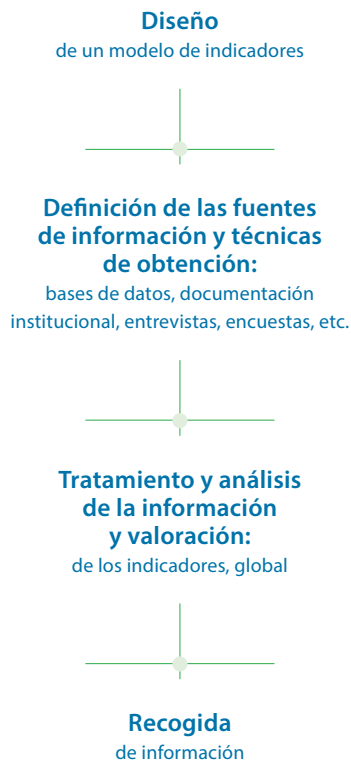 Diseño
de un modelo de indicadores
Definición de las fuentes
de información y técnicas
de obtención:
bases de datos, documentación
institucional, entrevistas, encuestas, etc.
Tratamiento y análisis
de la información
y valoración:
de los indicadores, global
Recogida
de información